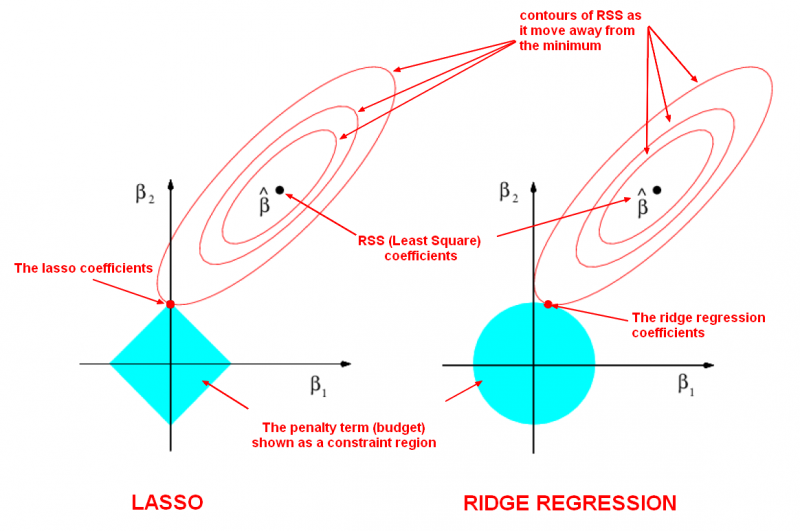 contours of RSS as
it move away from
the minimum
β2
β̂
β1
RSS (Least Square)
coefficients
The lasso coefficients
β2
β̂
β1
The ridge regression
coefficients
The penalty term (budget)
shown as a constraint region
LASSO
RIDGE REGRESSION